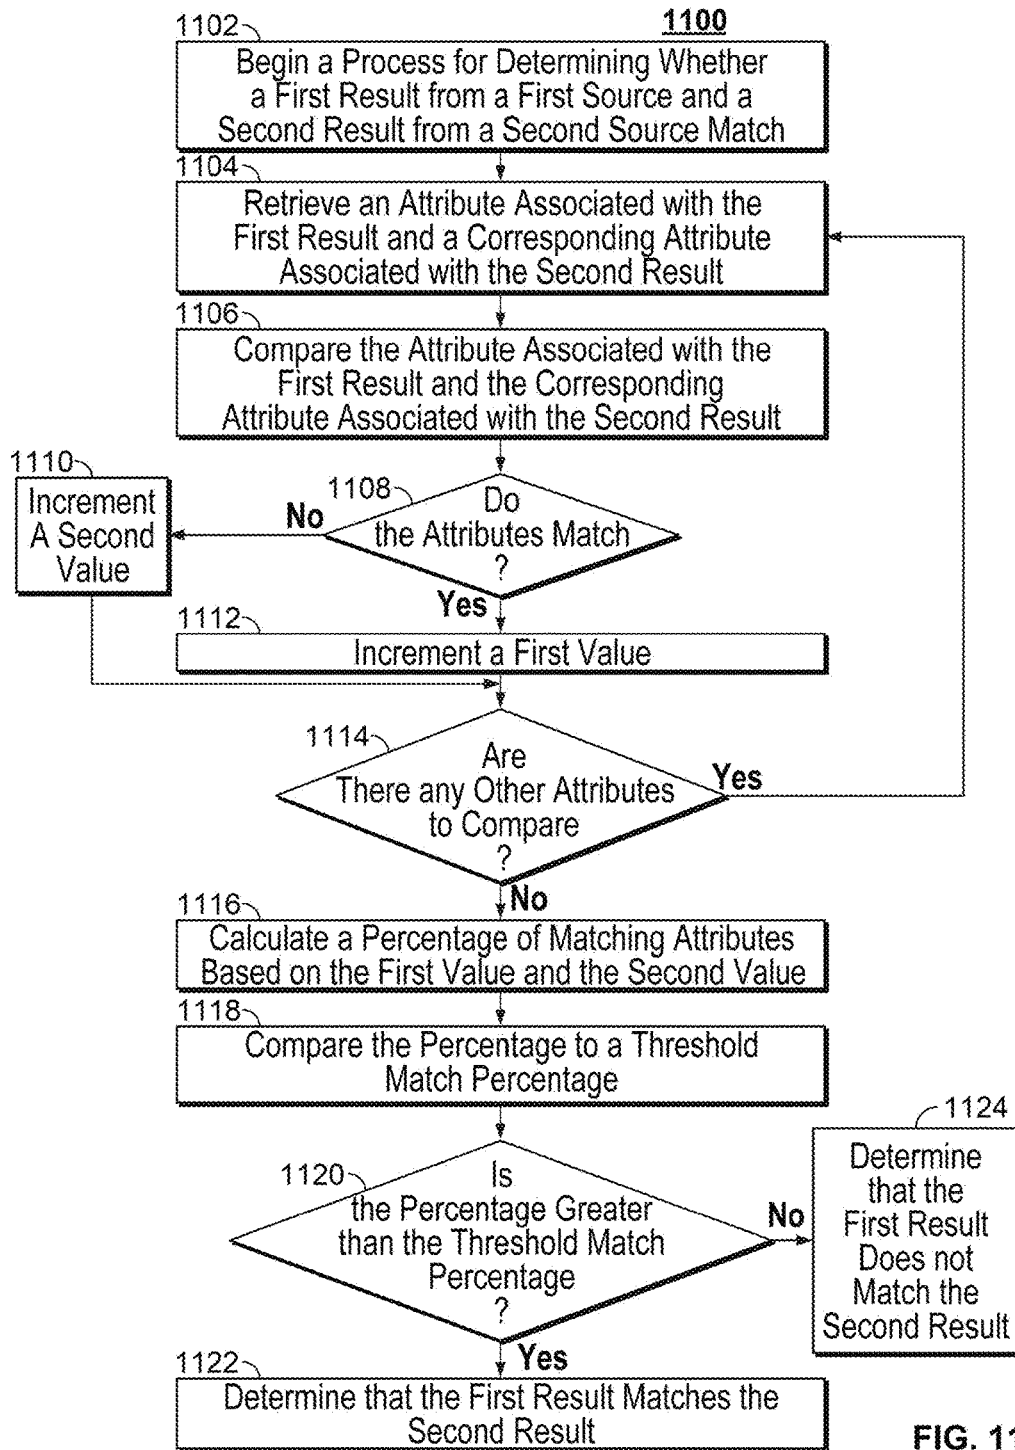 1100
1102
Begin a Process for Determining Whether
a First Result from a First Source and a
Second Result from a Second Source Match
1104
Retrieve an Attribute Associated with the
First Result and a Corresponding Attribute
Associated with the Second Result
1106
Compare the Attribute Associated with the
First Result and the Corresponding
Attribute Associated with the Second Result
1108
Do
the Attributes Match
?
No
1110
Increment
A Second
Value
Yes
1112
Increment a First Value
1114
Are
There any Other Attributes
to Compare
?
Yes
No
1116
Calculate a Percentage of Matching Attributes
Based on the First Value and the Second Value
1118
Compare the Percentage to a Threshold
Match Percentage
1120
Is
the Percentage Greater
than the Threshold Match
Percentage
?
No
1124
Determine
that the
First Result
Does not
Match the
Second Result
Yes
1122
Determine that the First Result Matches the
Second Result
FIG. 11